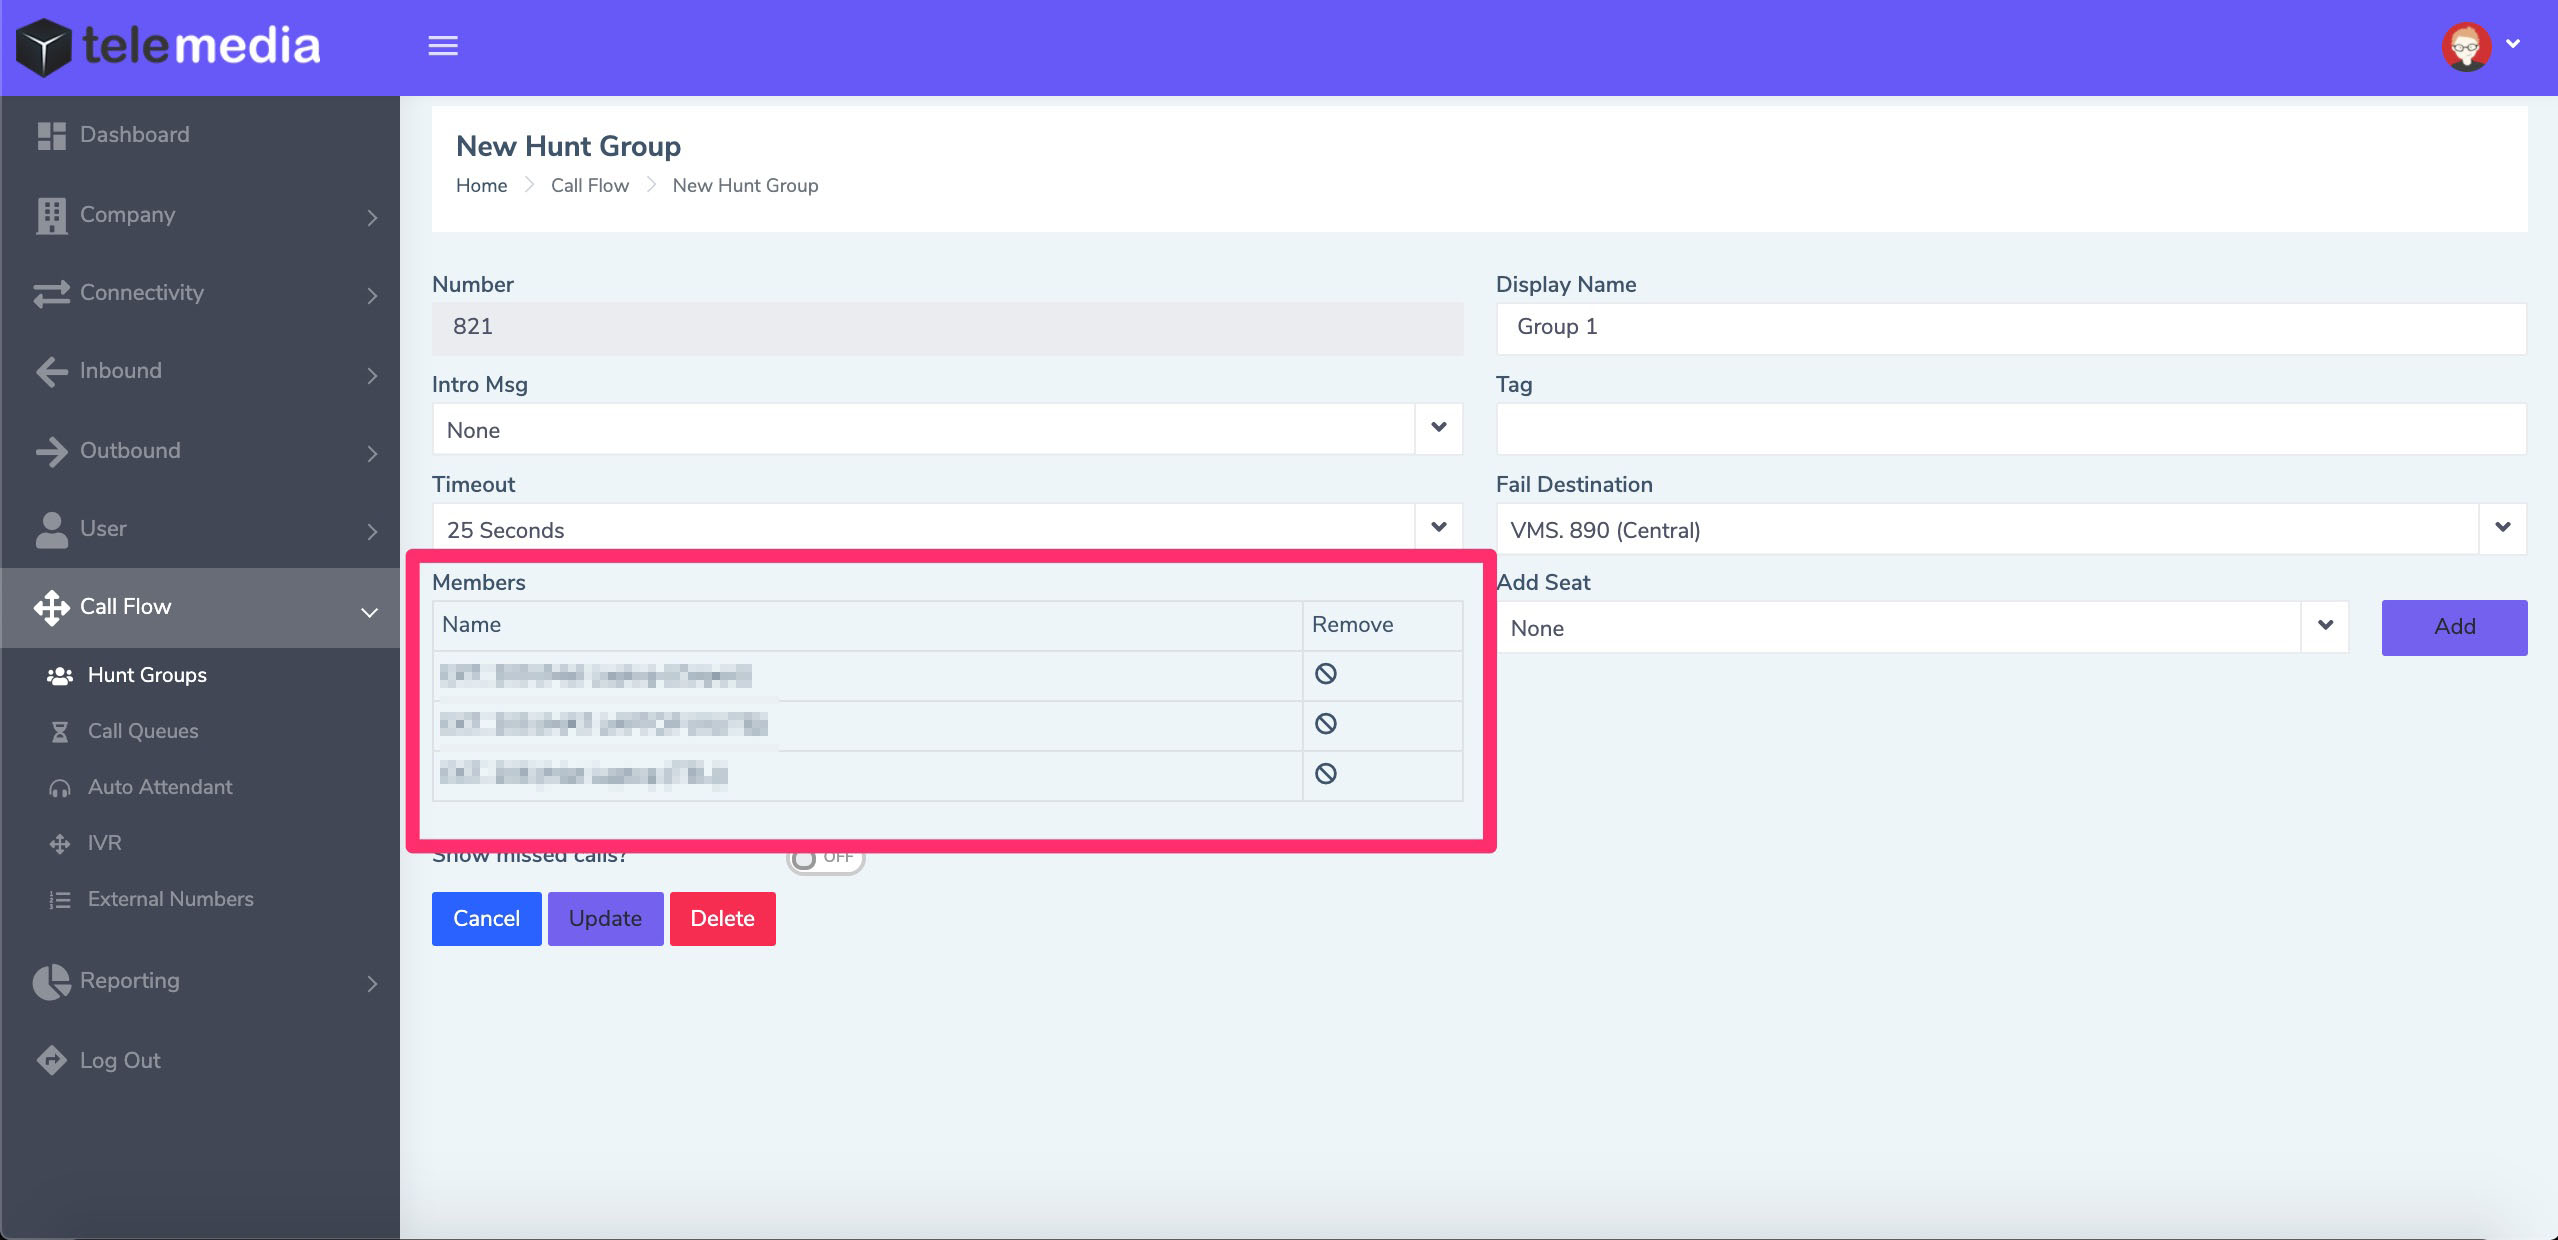 telemedia
Dashboard
Company
Connectivity
Inbound
Outbound
User
Call Flow
Hunt Groups
Call Queues
Auto Attendant
IVR
External Numbers
Reporting
Log Out
New Hunt Group
Home Call Flow New Hunt Group
Number
821
Display Name
Group 1
Intro Msg
None
Tag
Timeout
25 Seconds
Fail Destination
VMS. 890 (Central)
Members
Name Remove
Add Seat
None
Add
Show missed calls?
OFF
Cancel Update Delete